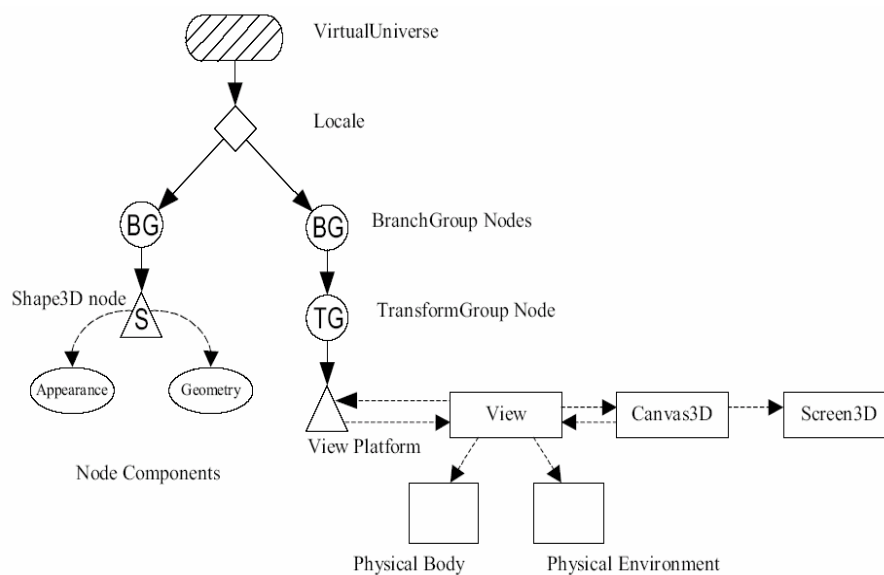 VirtualUniverse
Locale
BG
BG
BranchGroup Nodes
Shape3D node
S
TG
TransformGroup Node
Appearance
Geometry
View
Canvas3D
Screen3D
View Platform
Node Components
Physical Body
Physical Environment